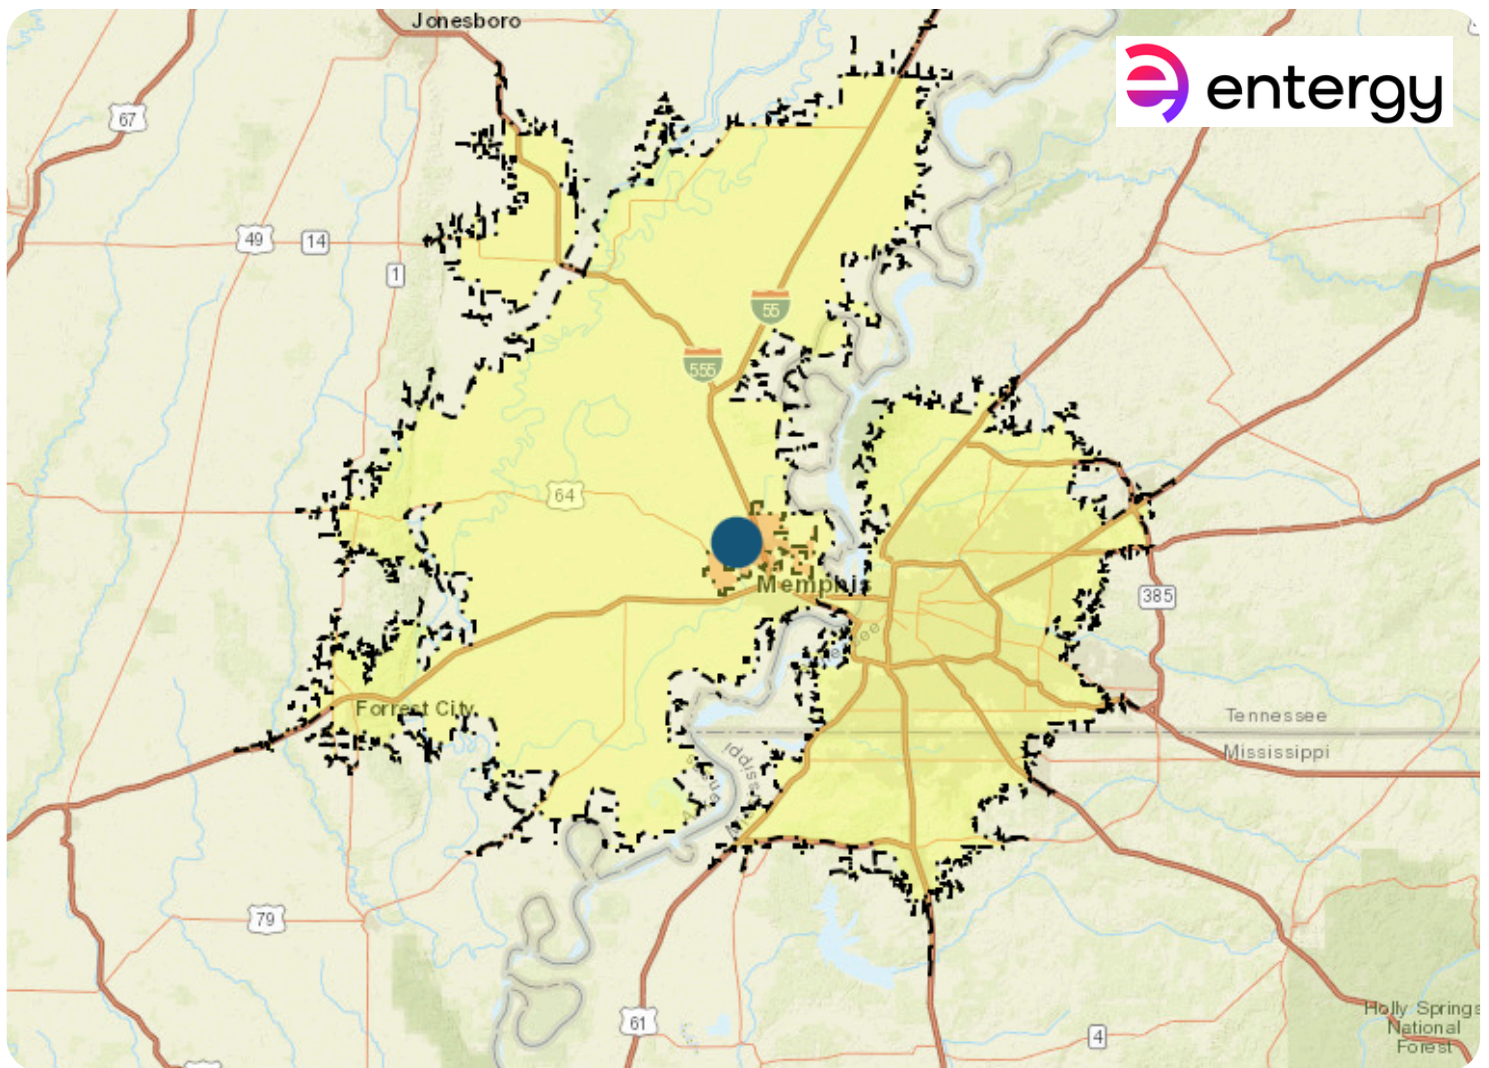 Jonesboro
entergy
67
49
14
1
55
555
64
Memphis
385
Tennessee
Forrest City
Tennessee
Mississippi
79
61
4
Holly Springs
National
Forest